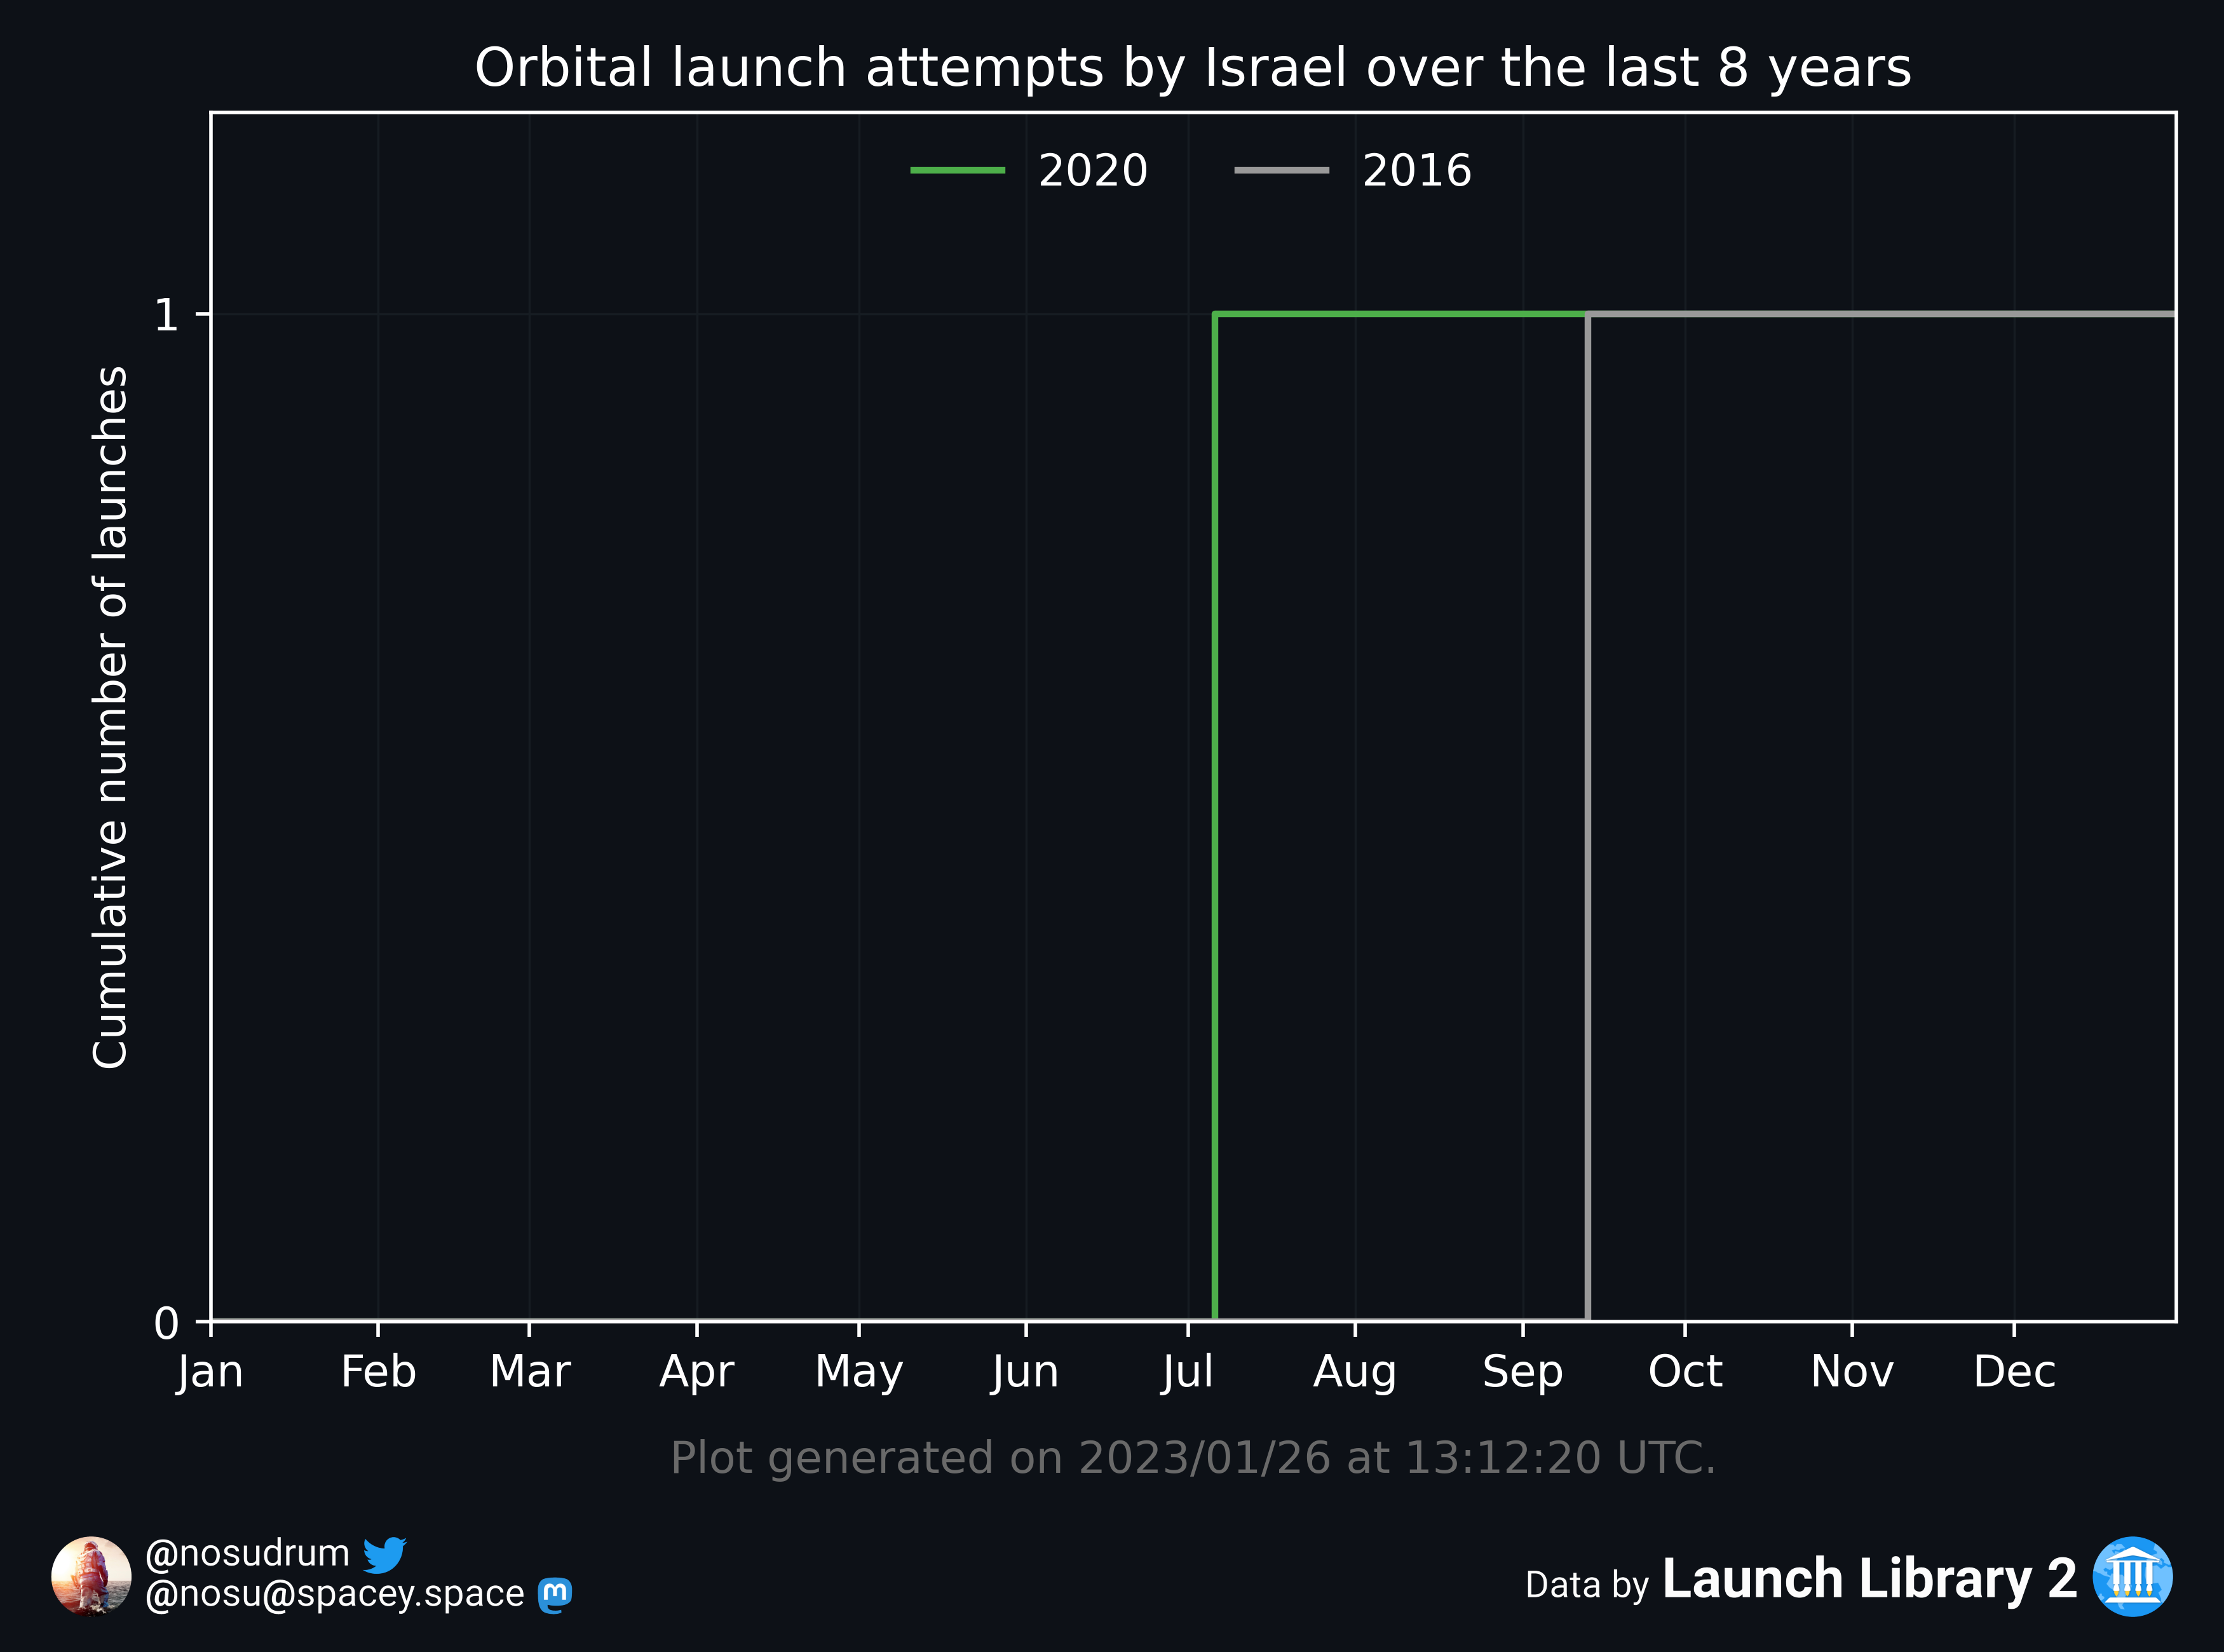 Orbital launch attempts by Israel over the last 8 years
2020 2016
1
Cumulative number of launches
0
Jan Feb Mar Apr May Jun Jul Aug Sep Oct Nov Dec
Plot generated on 2023/01/26 at 13:12:20 UTC.
@nosudrum
@nosu@spacey.space
Data by Launch Library 2